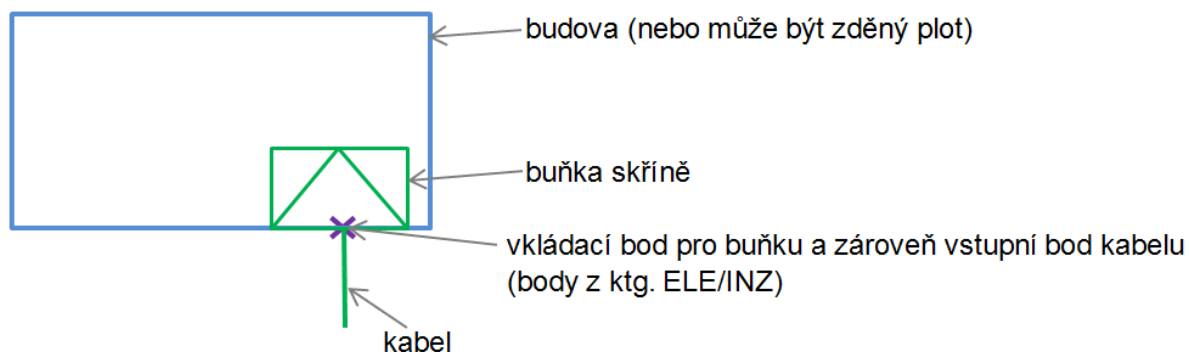 budova (nebo může být zděný plot)
buňka skříně
vkládací bod pro buňku a zároveň vstupní bod kabelu
(body z ktg. ELE/INZ)
kabel